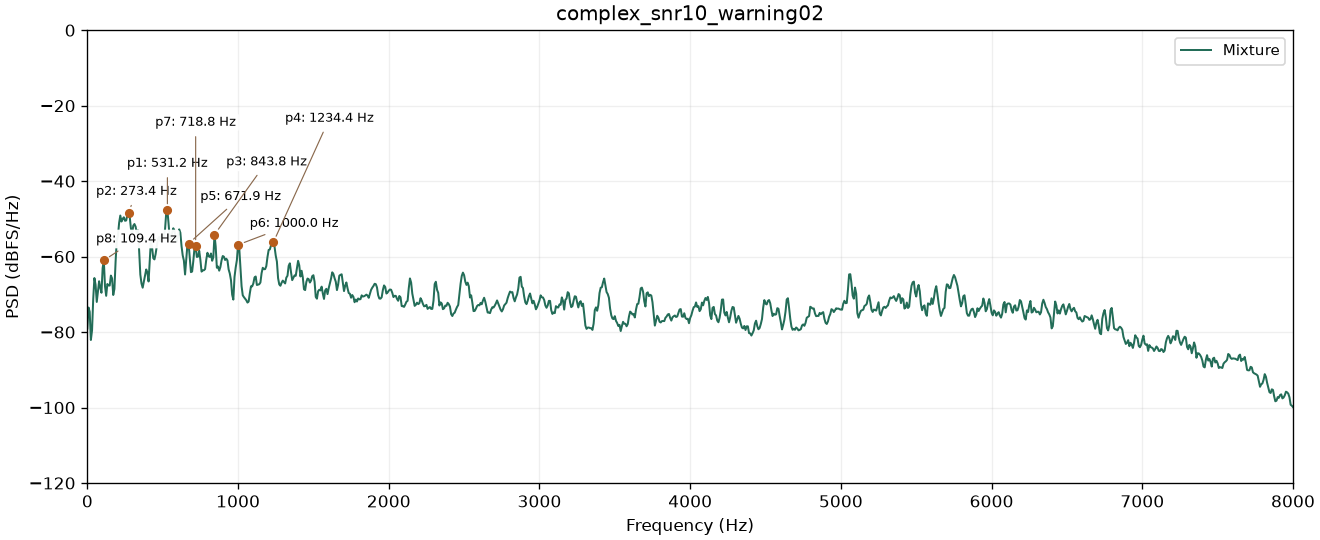 complex_snr10_warning02
Mixture
p7: 718.8 Hz
p4: 1234.4 Hz
p1: 531.2 Hz
p3: 843.8 Hz
p2: 273.4 Hz
p5: 671.9 Hz
p6: 1000.0 Hz
p8: 109.4 Hz
PSD (dBFS/Hz)
0
−20
−40
−60
−80
−100
−120
0 1000 2000 3000 4000 5000 6000 7000 8000
Frequency (Hz)